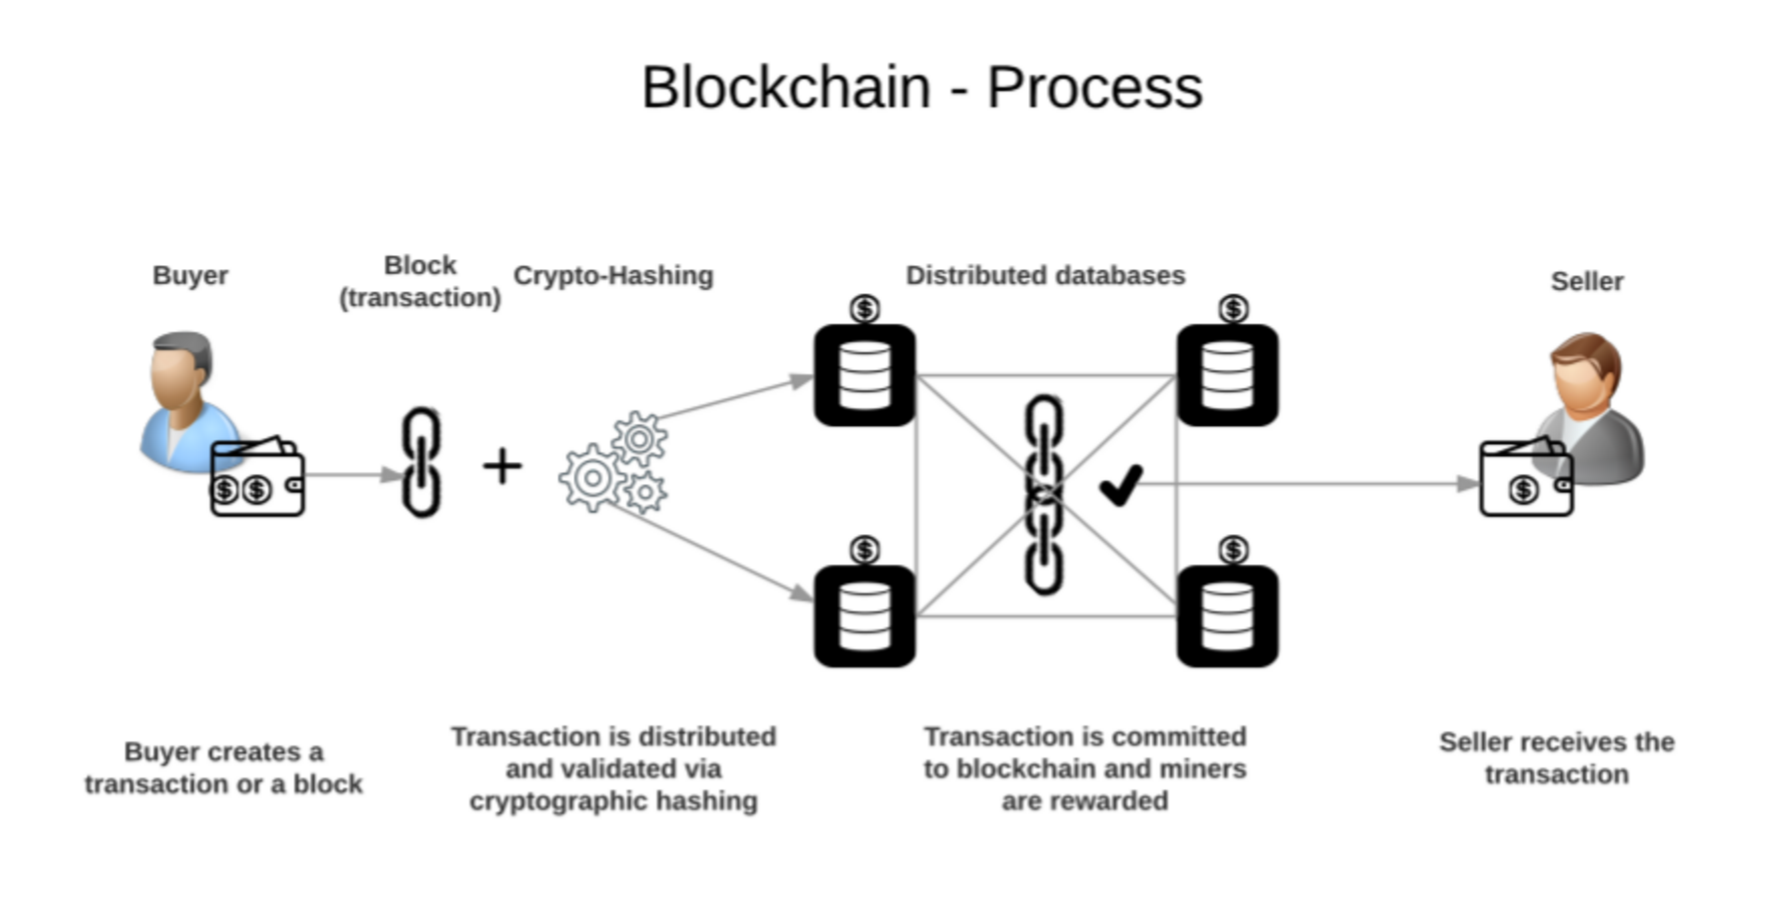 Blockchain - Process
Buyer
Block
(transaction)
Crypto-Hashing
Distributed databases
Seller
Buyer creates a
transaction or a block
Transaction is distributed
and validated via
cryptographic hashing
Transaction is committed
to blockchain and miners
are rewarded
Seller receives the
transaction